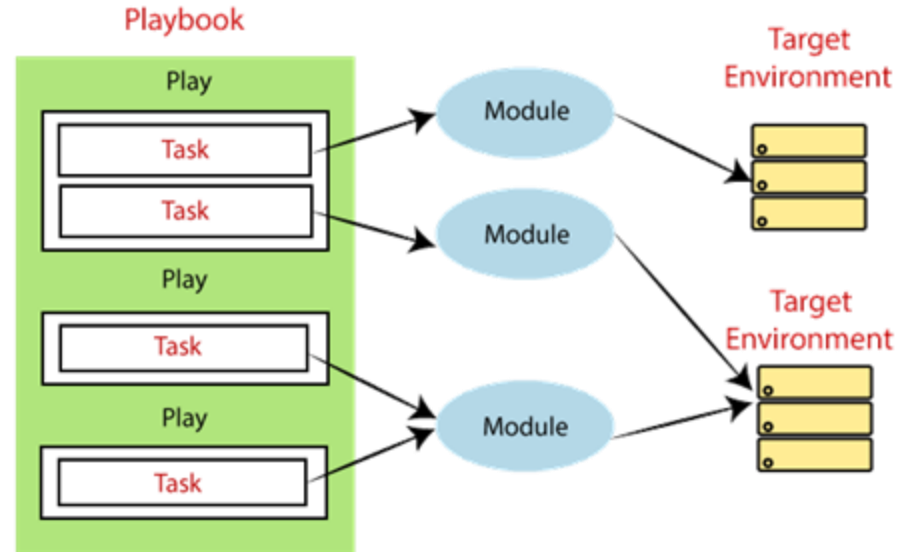 Playbook
Play
Task
Task
Play
Task
Play
Task
Module
Module
Module
Target
Environment
Target
Environment